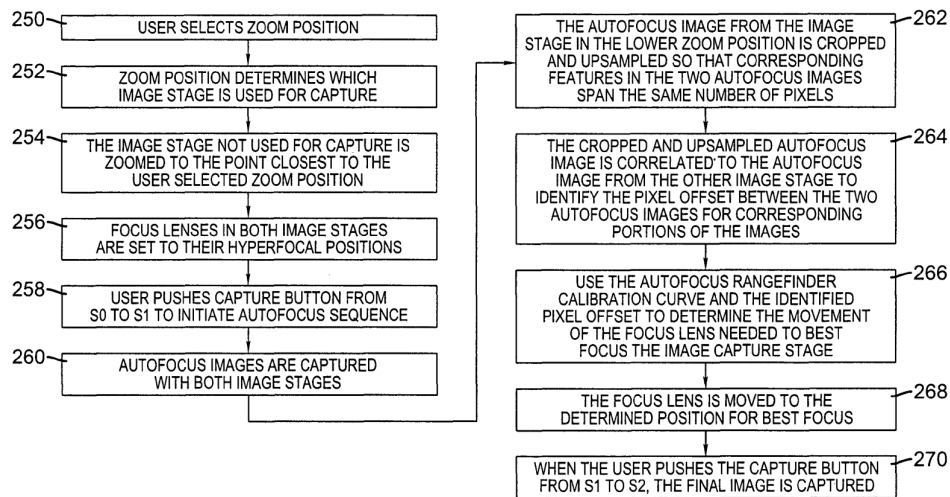 250
USER SELECTS ZOOM POSITION
252
ZOOM POSITION DETERMINES WHICH
IMAGE STAGE IS USED FOR CAPTURE
254
THE IMAGE STAGE NOT USED FOR CAPTURE IS
ZOOMED TO THE POINT CLOSEST TO THE
USER SELECTED ZOOM POSITION
256
FOCUS LENSES IN BOTH IMAGE STAGES
ARE SET TO THEIR HYPERFOCAL POSITIONS
258
USER PUSHES CAPTURE BUTTON FROM
S0 TO S1 TO INITIATE AUTOFOCUS SEQUENCE
260
AUTOFOCUS IMAGES ARE CAPTURED
WITH BOTH IMAGE STAGES
262
THE AUTOFOCUS IMAGE FROM THE IMAGE
STAGE IN THE LOWER ZOOM POSITION IS CROPPED
AND UPSAMPLED SO THAT CORRESPONDING
FEATURES IN THE TWO AUTOFOCUS IMAGES
SPAN THE SAME NUMBER OF PIXELS
264
THE CROPPED AND UPSAMPLED AUTOFOCUS
IMAGE IS CORRELATED TO THE AUTOFOCUS
IMAGE FROM THE OTHER IMAGE STAGE TO
IDENTIFY THE PIXEL OFFSET BETWEEN THE TWO
AUTOFOCUS IMAGES FOR CORRESPONDING
PORTIONS OF THE IMAGES
266
USE THE AUTOFOCUS RANGEFINDER
CALIBRATION CURVE AND THE IDENTIFIED
PIXEL OFFSET TO DETERMINE THE MOVEMENT
OF THE FOCUS LENS NEEDED TO BEST
FOCUS THE IMAGE CAPTURE STAGE
268
THE FOCUS LENS IS MOVED TO THE
DETERMINED POSITION FOR BEST FOCUS
270
WHEN THE USER PUSHES THE CAPTURE BUTTON
FROM S1 TO S2, THE FINAL IMAGE IS CAPTURED